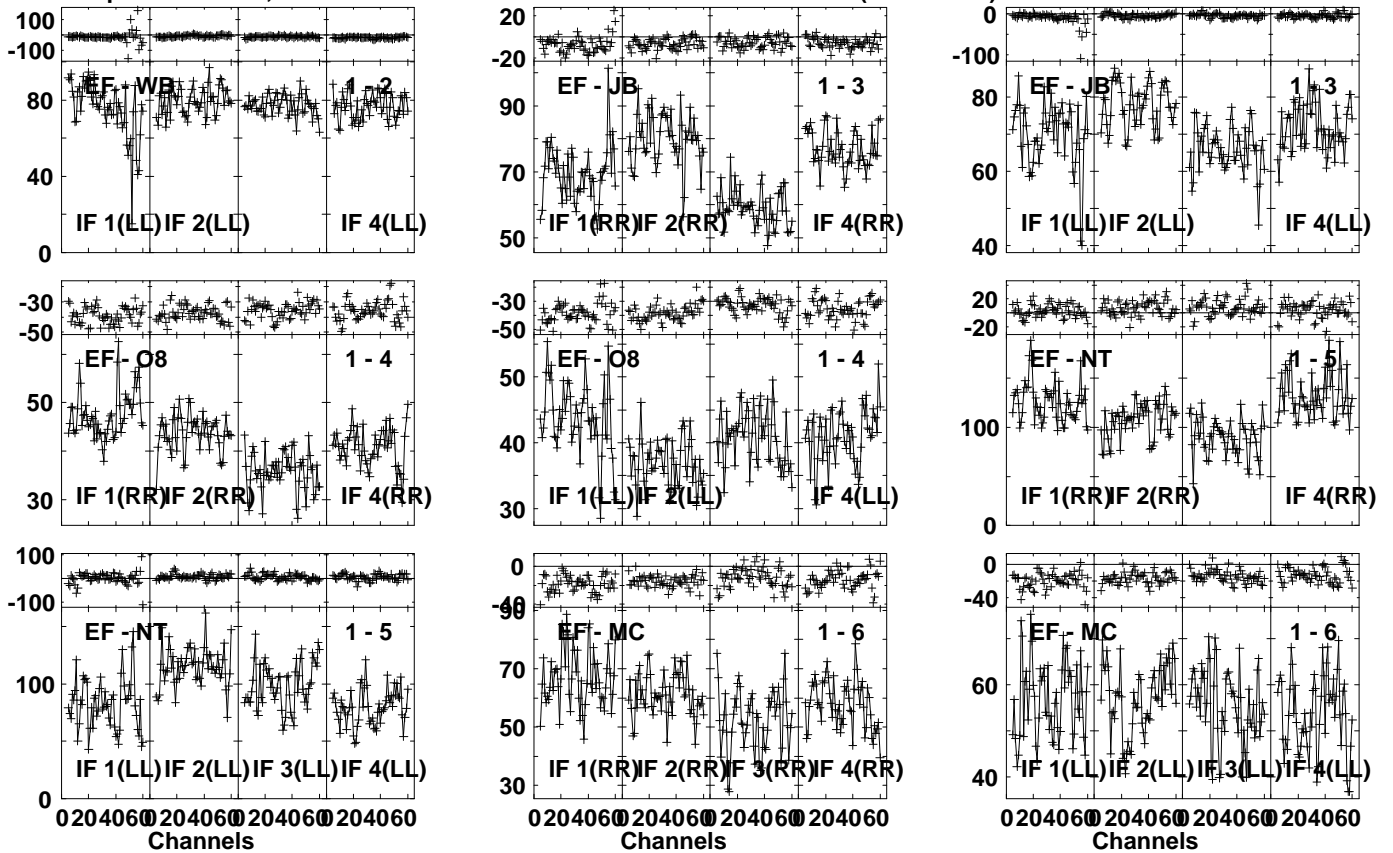 100
-100
EF - WB 1 - 2
80
40
0
IF 1(LL) IF 2(LL) IF 4(LL)
20
-20
EF - JB 1 - 3
90
70
50
IF 1(RR) IF 2(RR) IF 4(RR)
0
-100
EF - JB 1 - 3
80
60
40
IF 1(LL) IF 2(LL) IF 4(LL)
-30
-50
EF - O8 1 - 4
50
30
IF 1(RR) IF 2(RR) IF 4(RR)
-30
-50
EF - O8 1 - 4
50
40
30
IF 1(LL) IF 2(LL) IF 4(LL)
20
-20
EF - NT 1 - 5
100
0
IF 1(RR) IF 2(RR) IF 4(RR)
100
-100
EF - NT 1 - 5
100
0
IF 1(LL) IF 2(LL) IF 3(LL) IF 4(LL)
0 20 40 60 0 20 40 60 0 20 40 60 0 20 40 60
Channels
0
-40
90
EF - MC 1 - 6
70
50
30
IF 1(RR) IF 2(RR) IF 3(RR) IF 4(RR)
0 20 40 60 0 20 40 60 0 20 40 60 0 20 40 60
Channels
0
-40
EF - MC 1 - 6
60
40
IF 1(LL) IF 2(LL) IF 3(LL) IF 4(LL)
0 20 40 60 0 20 40 60 0 20 40 60 0 20 40 60
Channels